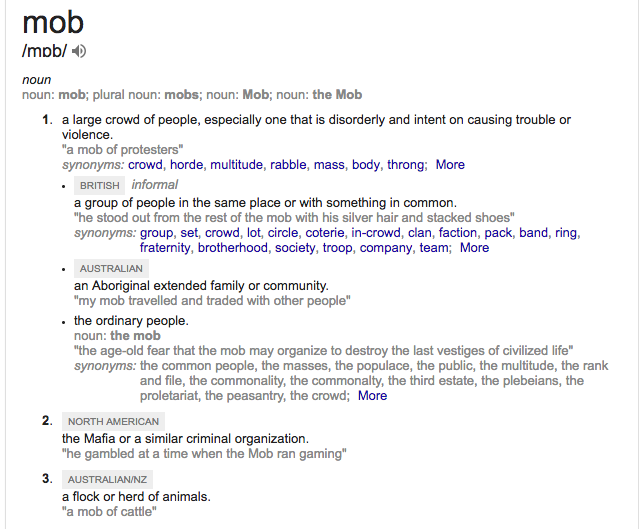 mob
/mɒb/
noun
noun: mob; plural noun: mobs; noun: Mob; noun: the Mob
1. a large crowd of people, especially one that is disorderly and intent on causing trouble or
violence.
"a mob of protesters"
synonyms: crowd, horde, multitude, rabble, mass, body, throng; More
• BRITISH informal
a group of people in the same place or with something in common.
"he stood out from the rest of the mob with his silver hair and stacked shoes"
synonyms: group, set, crowd, lot, circle, coterie, in-crowd, clan, faction, pack, band, ring,
fraternity, brotherhood, society, troop, company, team; More
• AUSTRALIAN
an Aboriginal extended family or community.
"my mob travelled and traded with other people"
• the ordinary people.
noun: the mob
"the age-old fear that the mob may organize to destroy the last vestiges of civilized life"
synonyms: the common people, the masses, the populace, the public, the multitude, the rank
and file, the commonality, the commonalty, the third estate, the plebeians, the
proletariat, the peasantry, the crowd; More
2. NORTH AMERICAN
the Mafia or a similar criminal organization.
"he gambled at a time when the Mob ran gaming"
3. AUSTRALIAN/NZ
a flock or herd of animals.
"a mob of cattle"